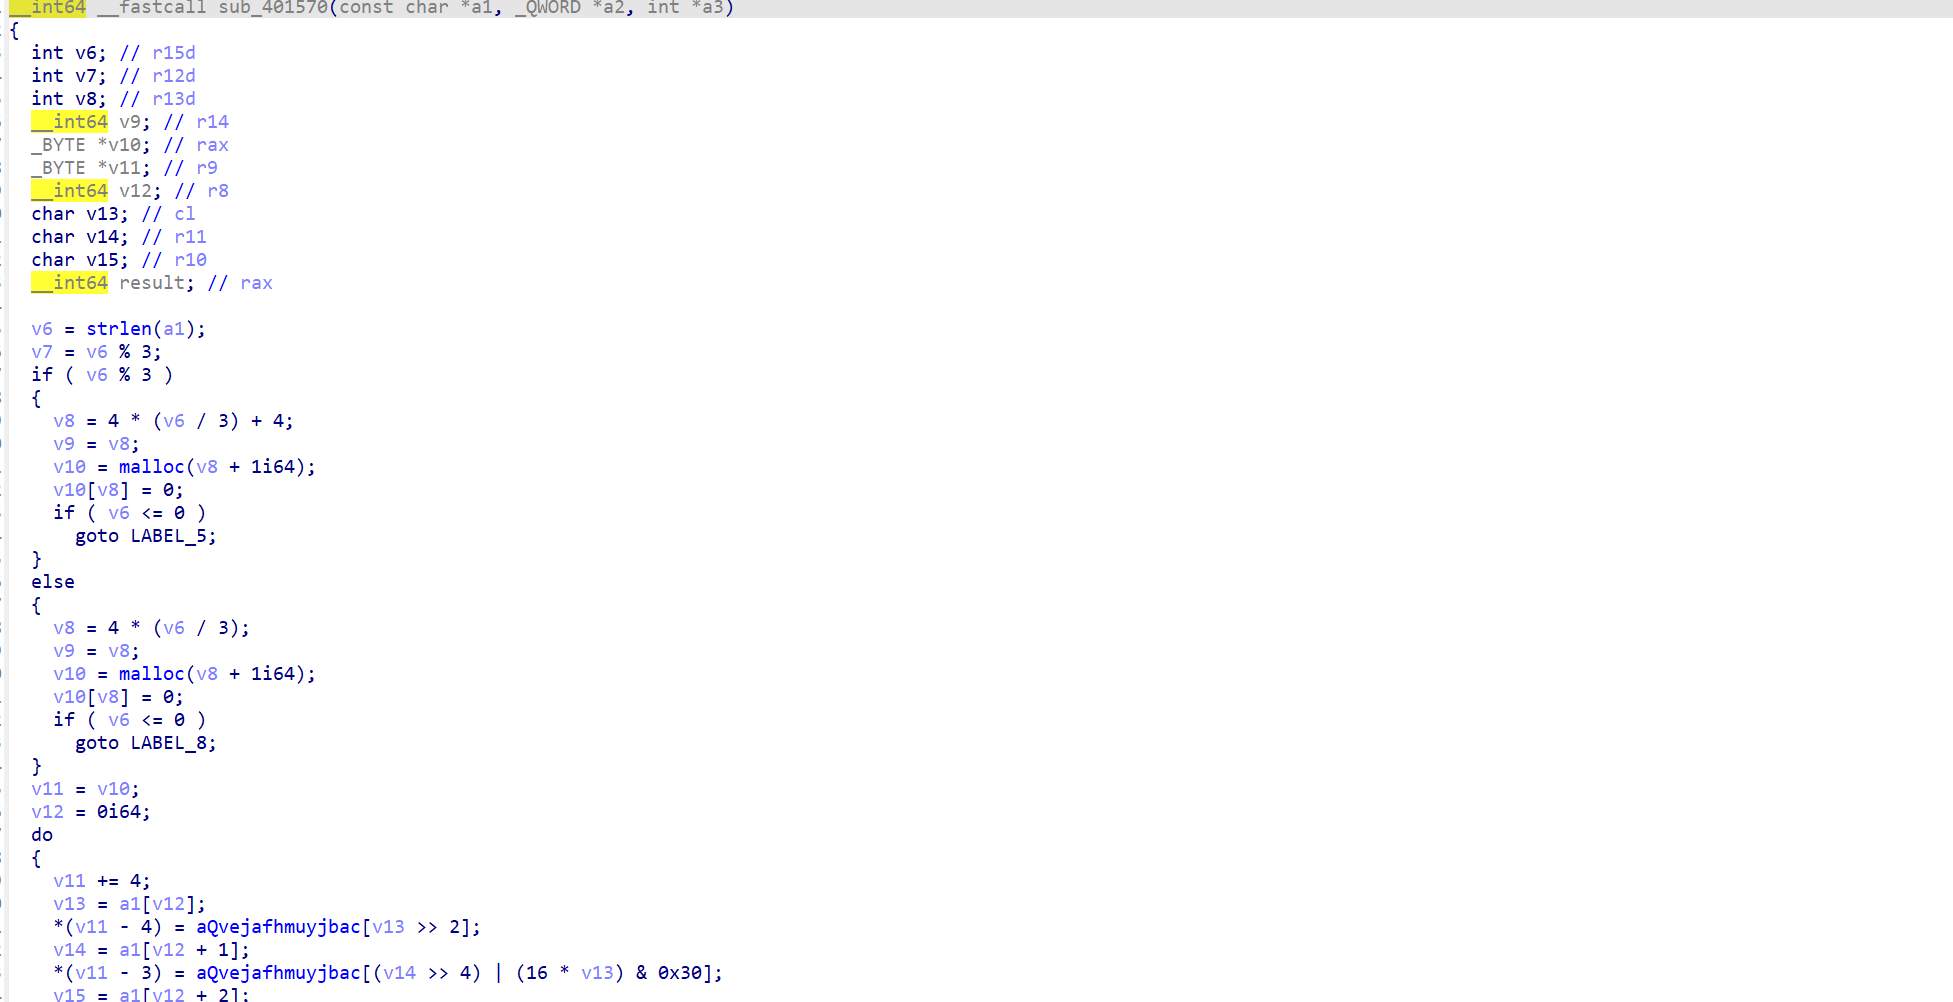 __int64 __fastcall sub_401570(const char *a1, _QWORD *a2, int *a3)
{
  int v6; // r15d
  int v7; // r12d
  int v8; // r13d
  __int64 v9; // r14
  _BYTE *v10; // rax
  _BYTE *v11; // r9
  __int64 v12; // r8
  char v13; // cl
  char v14; // r11
  char v15; // r10
  __int64 result; // rax

  v6 = strlen(a1);
  v7 = v6 % 3;
  if ( v6 % 3 )
  {
    v8 = 4 * (v6 / 3) + 4;
    v9 = v8;
    v10 = malloc(v8 + 1i64);
    v10[v8] = 0;
    if ( v6 <= 0 )
      goto LABEL_5;
  }
  else
  {
    v8 = 4 * (v6 / 3);
    v9 = v8;
    v10 = malloc(v8 + 1i64);
    v10[v8] = 0;
    if ( v6 <= 0 )
      goto LABEL_8;
  }
  v11 = v10;
  v12 = 0i64;
  do
  {
    v11 += 4;
    v13 = a1[v12];
    *(v11 - 4) = aQvejafhmuyjbac[v13 >> 2];
    v14 = a1[v12 + 1];
    *(v11 - 3) = aQvejafhmuyjbac[(v14 >> 4) | (16 * v13) & 0x30];
    v15 = a1[v12 + 2];